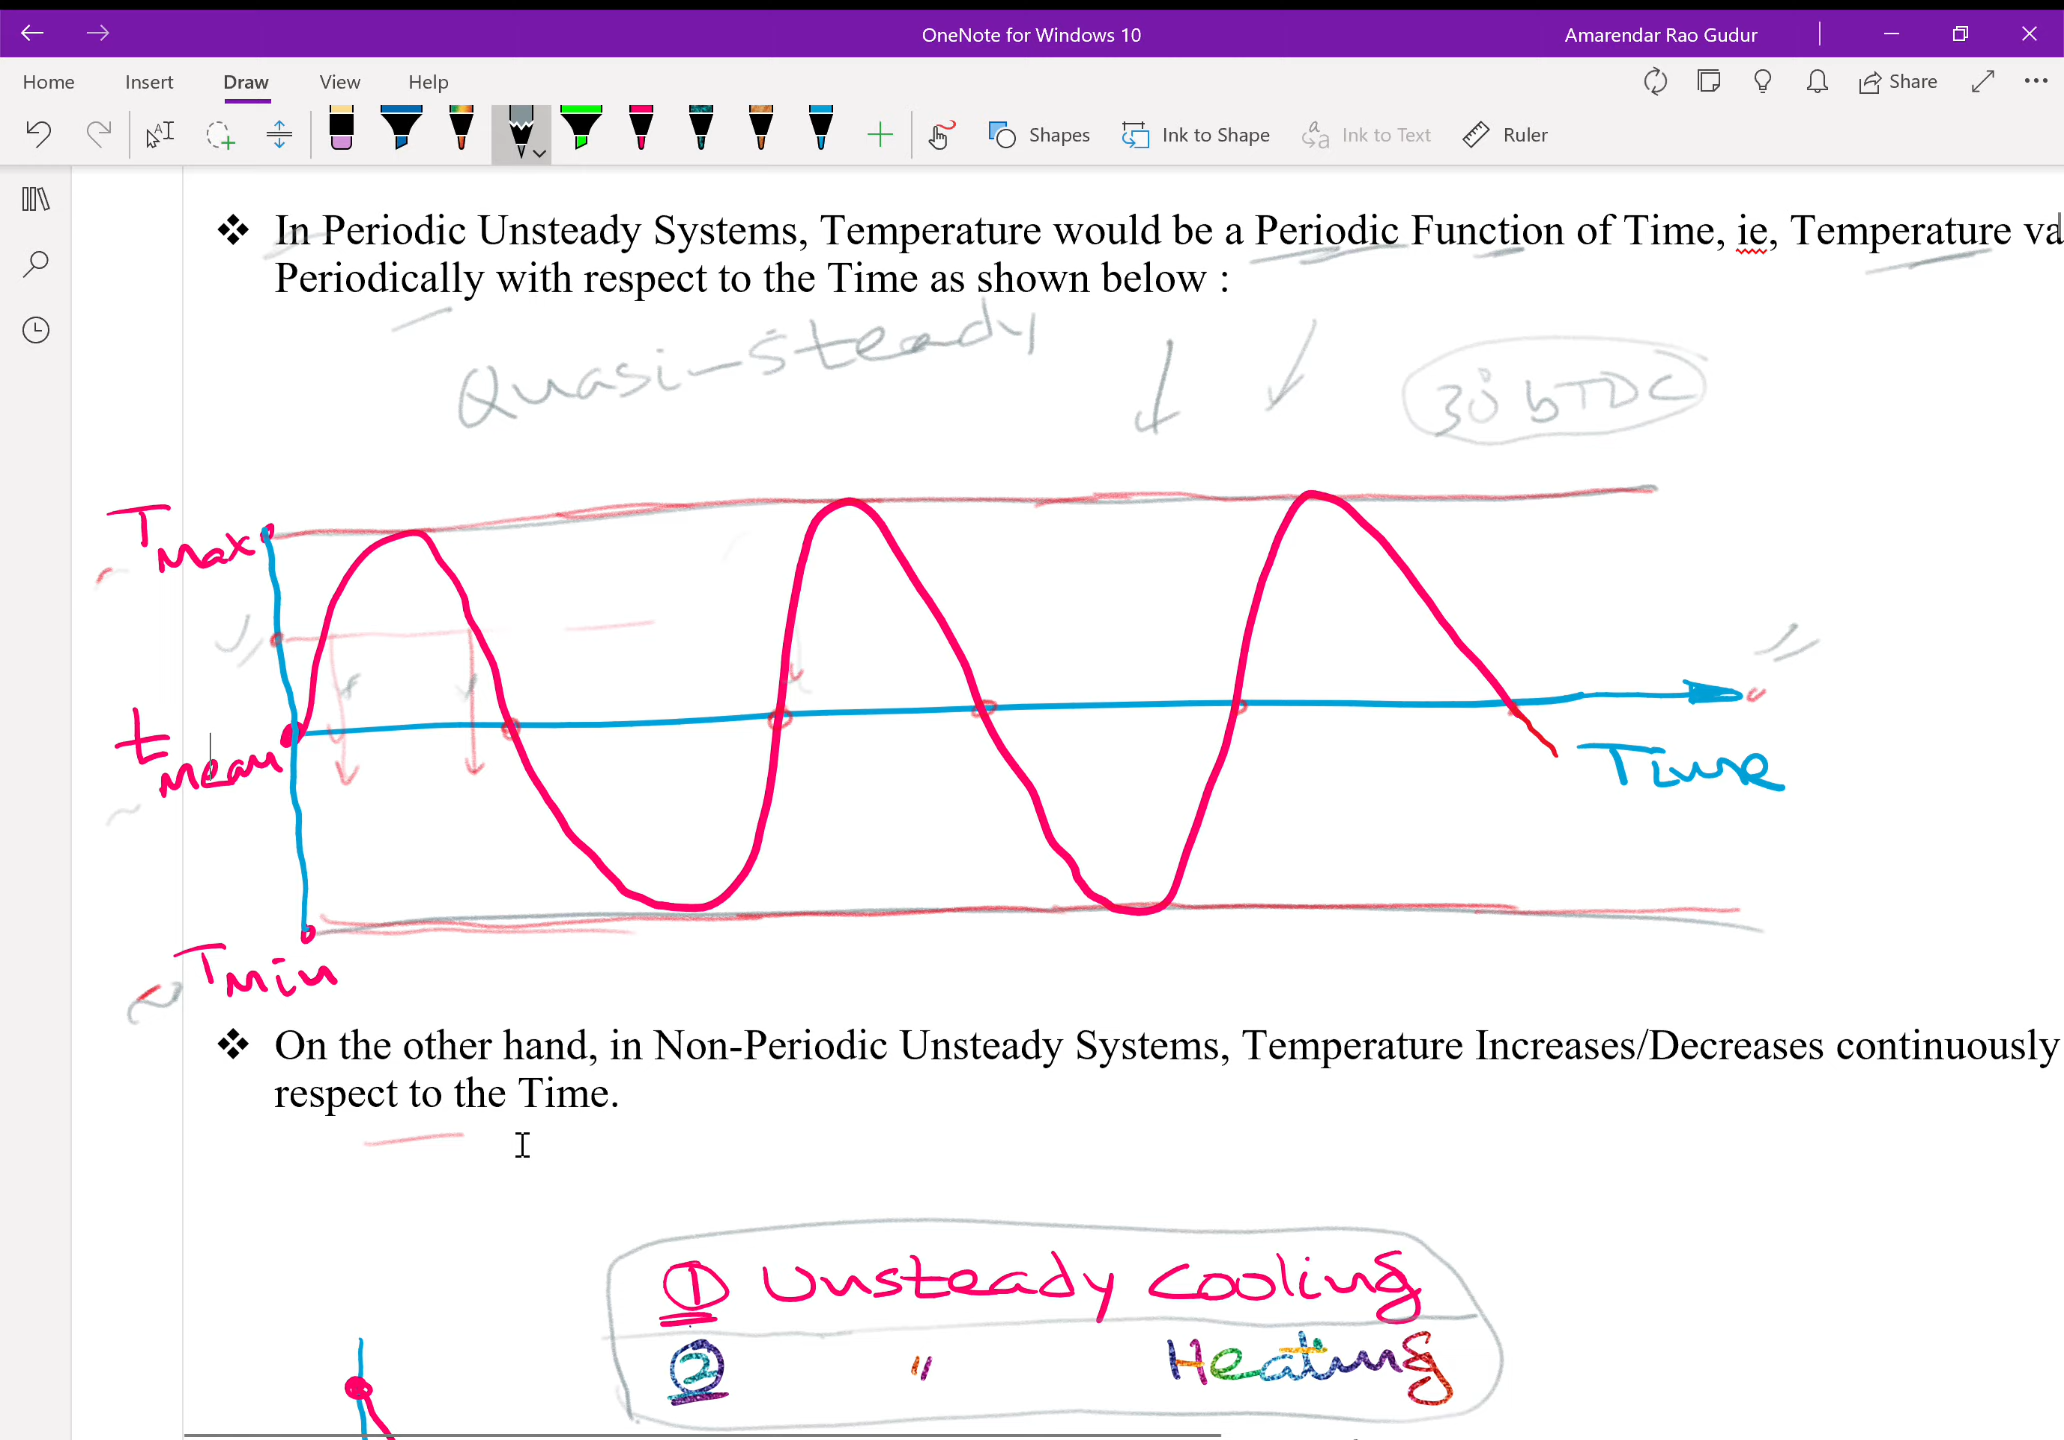 OneNote for Windows 10
Amarendar Rao Gudur
Home Insert Draw View Help
Share
Shapes Ink to Shape Ink to Text Ruler
❖ In Periodic Unsteady Systems, Temperature would be a Periodic Function of Time, ie, Temperature va
Periodically with respect to the Time as shown below :
Quasi-steady
30° bTDC
TMax
tmean
Time
TMin
❖ On the other hand, in Non-Periodic Unsteady Systems, Temperature Increases/Decreases continuously
respect to the Time.
① Unsteady Cooling
② " Heating